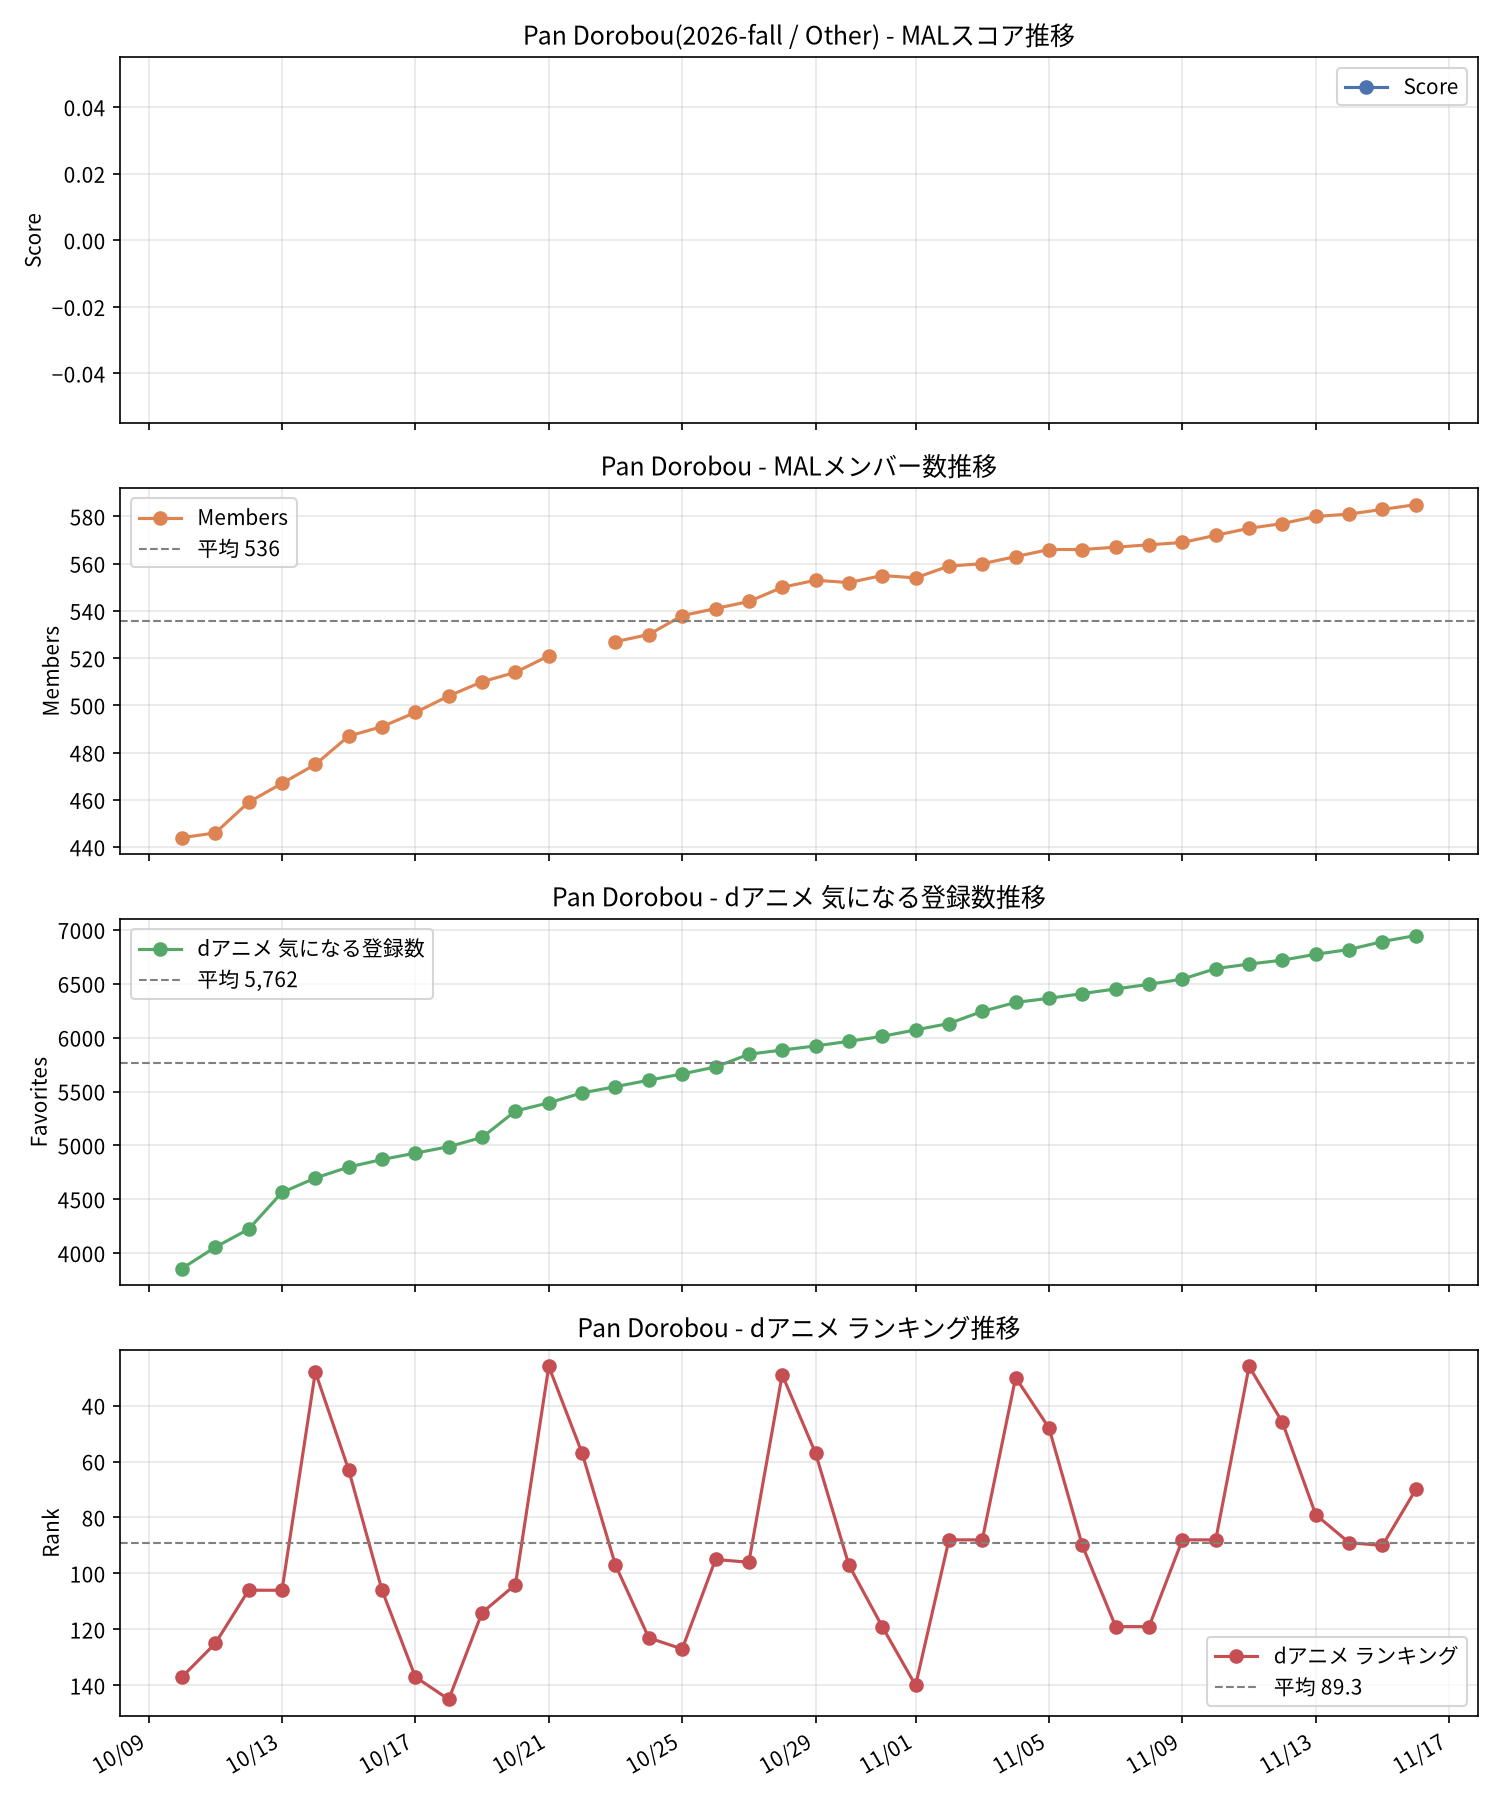 Pan Dorobou(2026-fall / Other) - MALスコア推移
Score
0.04
0.02
0.00
−0.02
−0.04
Score
Pan Dorobou - MALメンバー数推移
Members
平均 536
580
560
540
520
500
480
460
440
Members
Pan Dorobou - dアニメ 気になる登録数推移
dアニメ 気になる登録数
平均 5,762
7000
6500
6000
5500
5000
4500
4000
Favorites
Pan Dorobou - dアニメ ランキング推移
40
60
80
100
120
140
Rank
dアニメ ランキング
平均 89.3
10/09 10/13 10/17 10/21 10/25 10/29 11/01 11/05 11/09 11/13 11/17